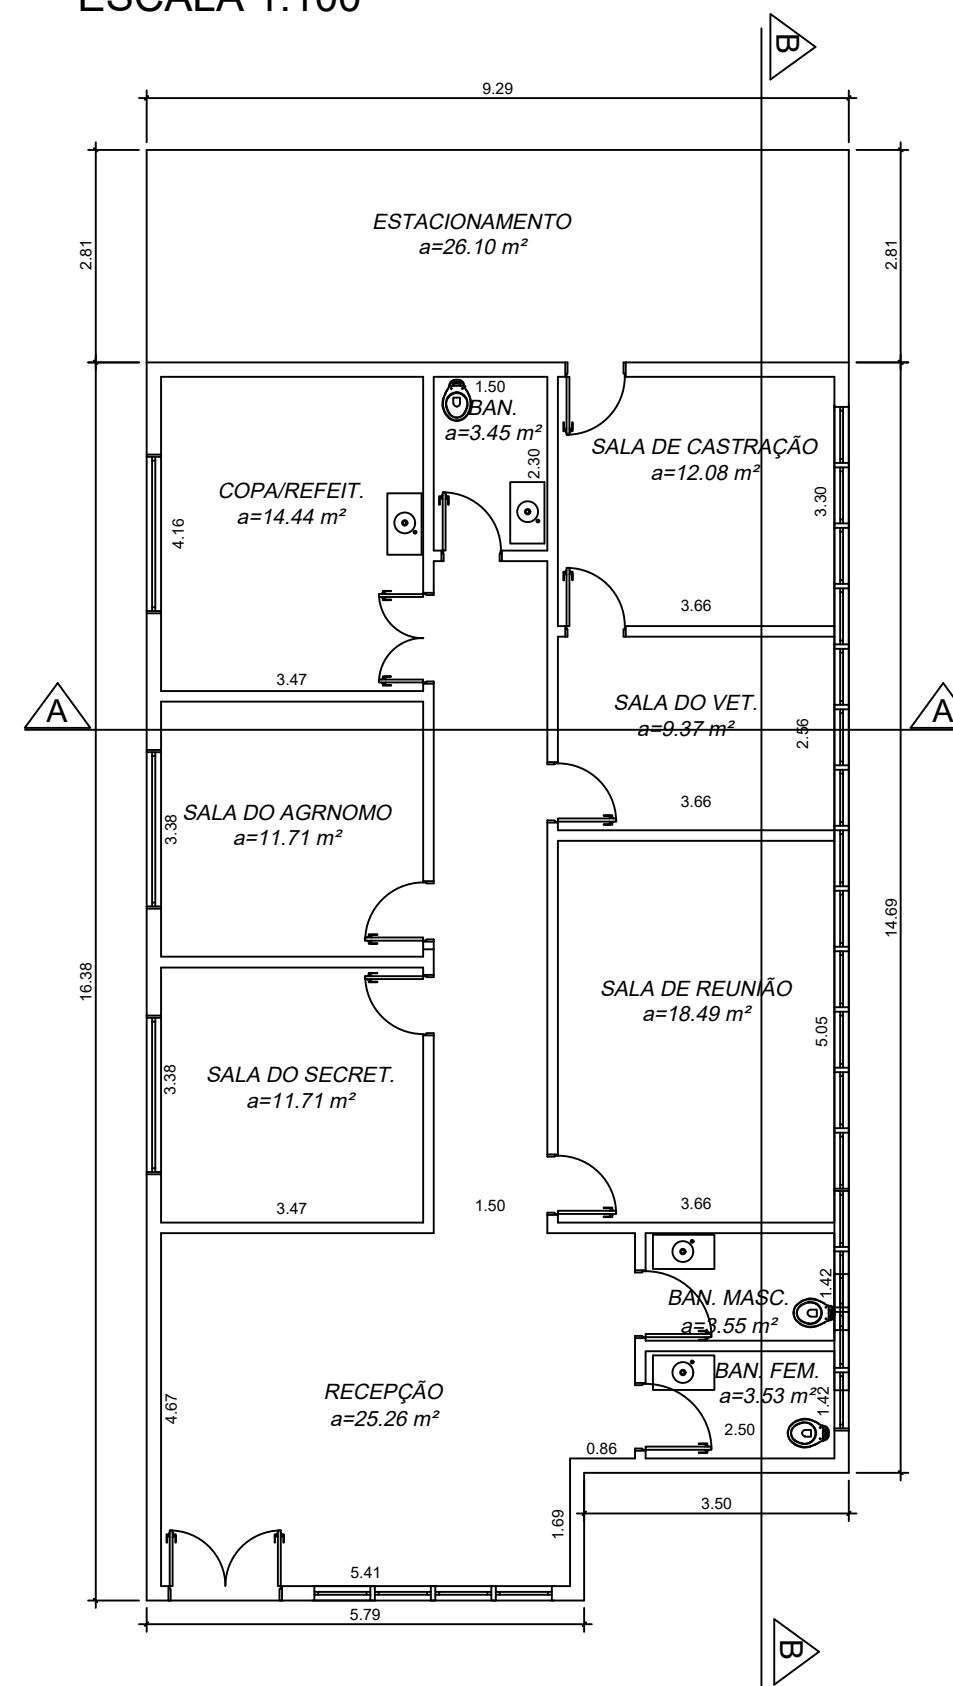 ESCALA 1:100
B
9.29
ESTACIONAMENTO
a=26.10 m²
2.81
2.81
1.50
BAN.
a=3.45 m²
2.30
SALA DE CASTRAÇÃO
a=12.08 m²
3.30
COPA/REFEIT.
a=14.44 m²
4.16
3.66
3.47
A
A
SALA DO VET.
a=9.37 m²
2.56
3.66
SALA DO AGRNOMO
a=11.71 m²
3.38
14.69
16.38
SALA DE REUNIÃO
a=18.49 m²
5.05
SALA DO SECRET.
a=11.71 m²
3.38
3.47
1.50
3.66
BAN. MASC.
a=3.55 m²
1.42
BAN. FEM.
a=3.53 m²
1.42
2.50
RECEPÇÃO
a=25.26 m²
4.67
0.86
3.50
1.69
5.41
5.79
B